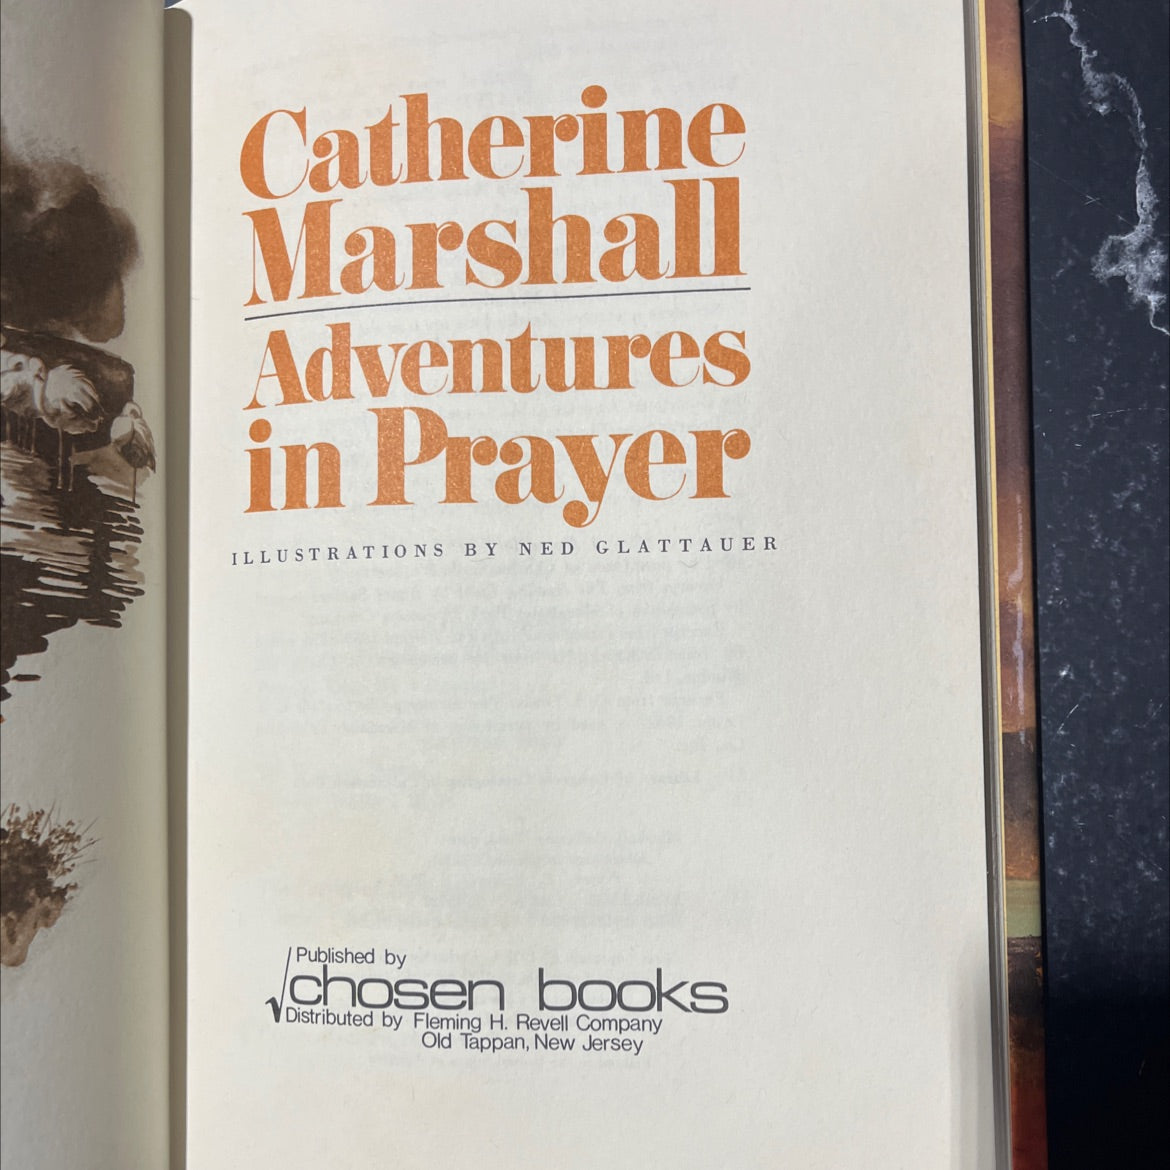 Catherine
Marshall
Adventures
in Prayer
ILLUSTRATIONS BY NED GLATTAUER
Published by
chosen books
Distributed by Fleming H. Revell Company
Old Tappan, New Jersey